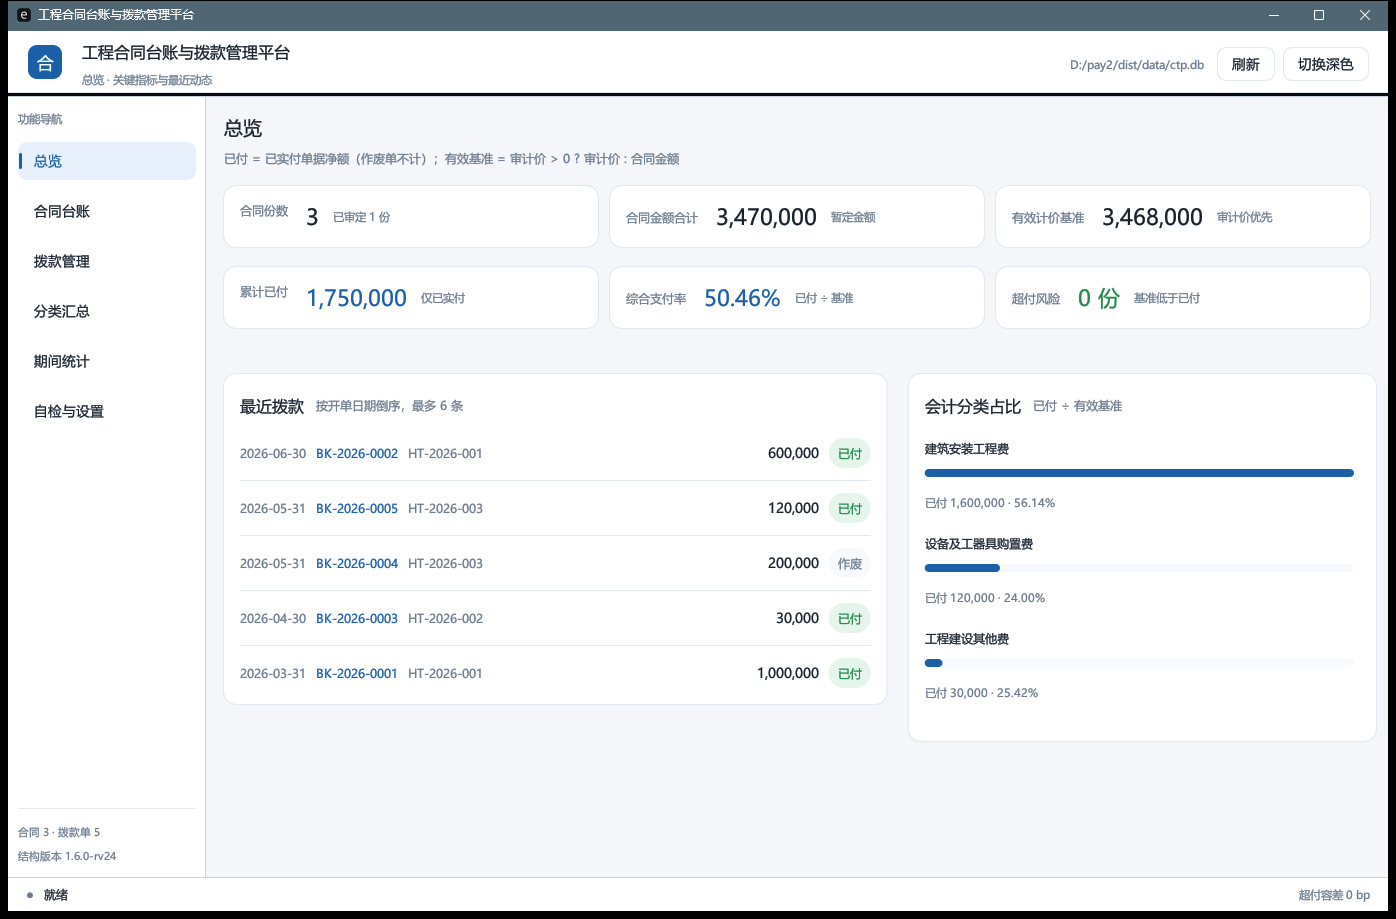 e 工程合同台账与拨款管理平台
合 工程合同台账与拨款管理平台
总览 · 关键指标与最近动态
D:/pay2/dist/data/ctp.db 刷新 切换深色
功能导航
总览
合同台账
拨款管理
分类汇总
期间统计
自检与设置
合同 3 · 拨款单 5
结构版本 1.6.0-rv24
总览
已付 = 已实付单据净额（作废单不计）；有效基准 = 审计价 > 0 ? 审计价 : 合同金额
合同份数 3 已审定 1 份
合同金额合计 3,470,000 暂定金额
有效计价基准 3,468,000 审计价优先
累计已付 1,750,000 仅已实付
综合支付率 50.46% 已付 ÷ 基准
超付风险 0 份 基准低于已付
最近拨款 按开单日期倒序，最多 6 条
2026-06-30 BK-2026-0002 HT-2026-001 600,000 已付
2026-05-31 BK-2026-0005 HT-2026-003 120,000 已付
2026-05-31 BK-2026-0004 HT-2026-003 200,000 作废
2026-04-30 BK-2026-0003 HT-2026-002 30,000 已付
2026-03-31 BK-2026-0001 HT-2026-001 1,000,000 已付
会计分类占比 已付 ÷ 有效基准
建筑安装工程费
已付 1,600,000 · 56.14%
设备及工器具购置费
已付 120,000 · 24.00%
工程建设其他费
已付 30,000 · 25.42%
就绪
超付容差 0 bp